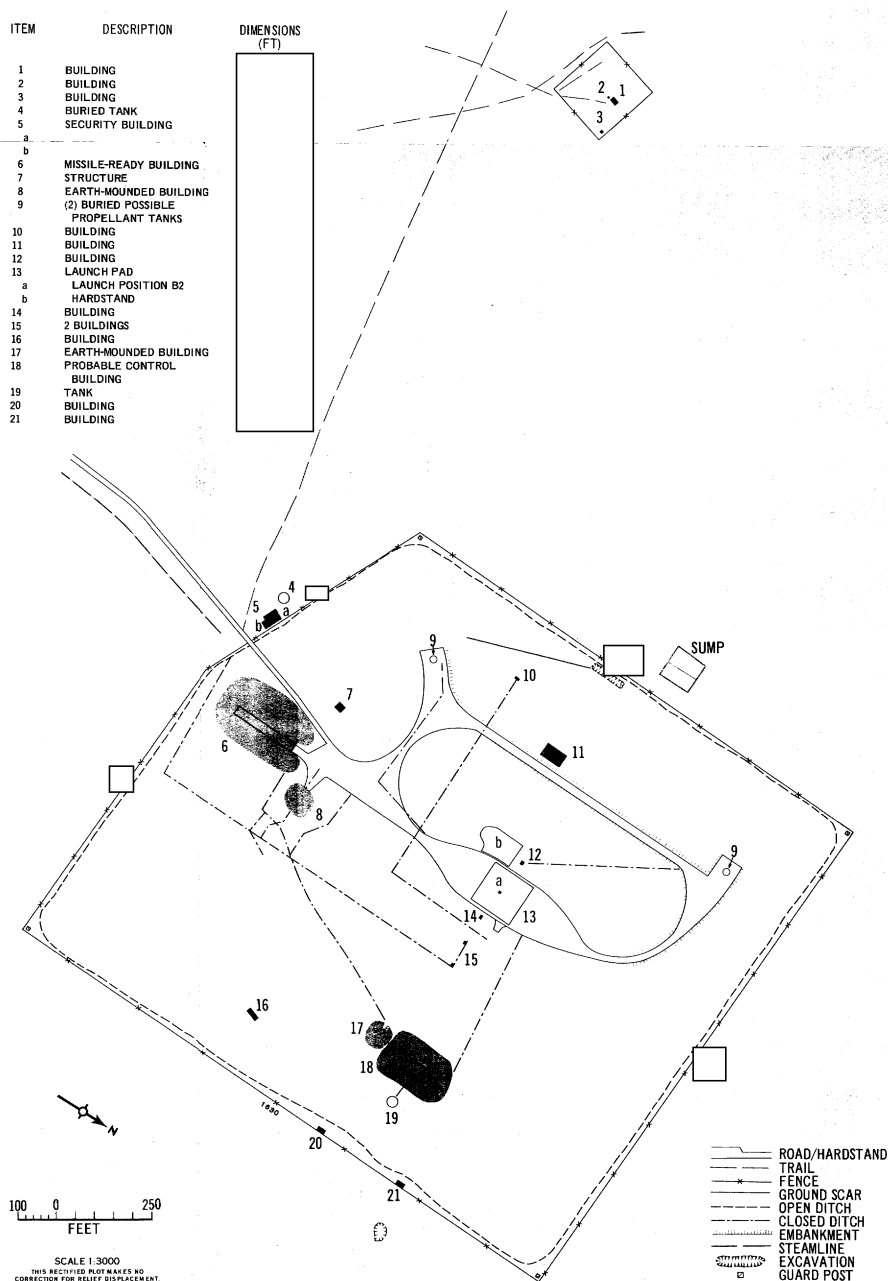 ITEM DESCRIPTION DIMENSIONS
(FT)
1 BUILDING
2 BUILDING
3 BUILDING
4 BURIED TANK
5 SECURITY BUILDING
a
b
6 MISSILE-READY BUILDING
7 STRUCTURE
8 EARTH-MOUNDED BUILDING
9 (2) BURIED POSSIBLE
PROPELLANT TANKS
10 BUILDING
11 BUILDING
12 BUILDING
13 LAUNCH PAD
a LAUNCH POSITION B2
b HARDSTAND
14 BUILDING
15 2 BUILDINGS
16 BUILDING
17 EARTH-MOUNDED BUILDING
18 PROBABLE CONTROL
BUILDING
19 TANK
20 BUILDING
21 BUILDING
2 1
3
4
5 a
b
9
SUMP
10
7
6
11
8
b
12
9
a
14 13
15
16
17
18
19
1630
20
21
N
100 0 250
FEET
SCALE 1:3000
THIS RECTIFIED PLOT MAKES NO
CORRECTION FOR RELIEF DISPLACEMENT.
ROAD/HARDSTAND
TRAIL
FENCE
GROUND SCAR
OPEN DITCH
CLOSED DITCH
EMBANKMENT
STEAMLINE
EXCAVATION
GUARD POST